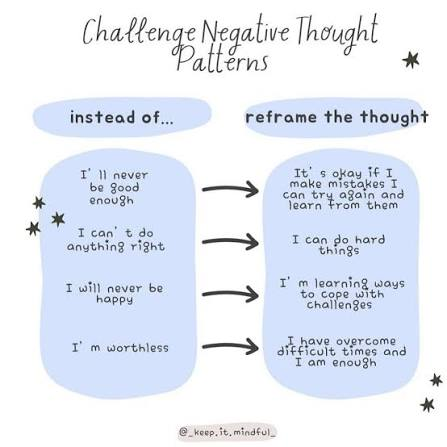 Challenge Negative Thought
Patterns
instead of...
reframe the thought
I' ll never
be good
enough
It' s okay if I
make mistakes I
can try again and
learn from them
I can' t do
anything right
I can do hard
things
I will never be
happy
I' m learning ways
to cope with
challenges
I' m worthless
I have overcome
difficult times and
I am enough
@_keep.it.mindful_